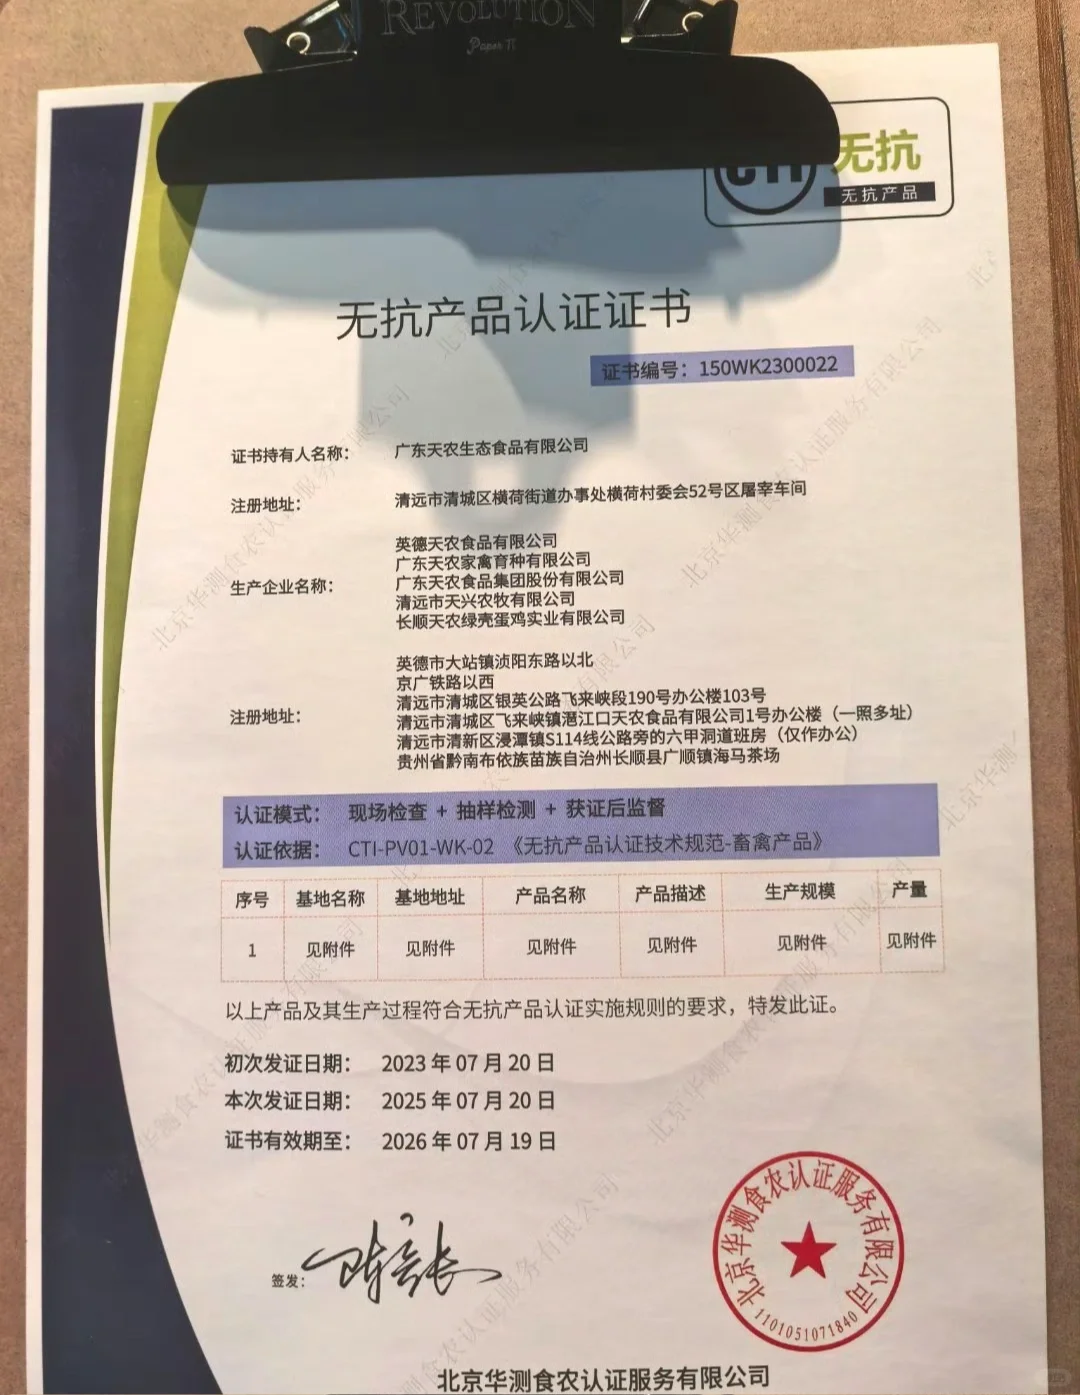 REVOLUTION
Paper π
CTI 无抗
无抗产品
无抗产品认证证书
证书编号：150WK2300022
证书持有人名称： 广东天农生态食品有限公司
注册地址： 清远市清城区横荷街道办事处横荷村委会52号区屠宰车间
英德天农食品有限公司
广东天农家禽育种有限公司
生产企业名称： 广东天农食品集团股份有限公司
清远市天兴农牧有限公司
长顺天农绿壳蛋鸡实业有限公司
英德市大站镇浈阳东路以北
京广铁路以西
清远市清城区银英公路飞来峡段190号办公楼103号
注册地址： 清远市清城区飞来峡镇潖江口天农食品有限公司1号办公楼（一照多址）
清远市清新区浸潭镇S114线公路旁的六甲洞道班房（仅作办公）
贵州省黔南布依族苗族自治州长顺县广顺镇海马茶场
认证模式： 现场检查 + 抽样检测 + 获证后监督
认证依据： CTI-PV01-WK-02 《无抗产品认证技术规范-畜禽产品》
序号 基地名称 基地地址 产品名称 产品描述 生产规模 产量
1 见附件 见附件 见附件 见附件 见附件 见附件
以上产品及其生产过程符合无抗产品认证实施规则的要求，特发此证。
初次发证日期： 2023 年 07 月 20 日
本次发证日期： 2025 年 07 月 20 日
证书有效期至： 2026 年 07 月 19 日
签发：
北京华测食农认证服务有限公司
1101051071840
北京华测食农认证服务有限公司